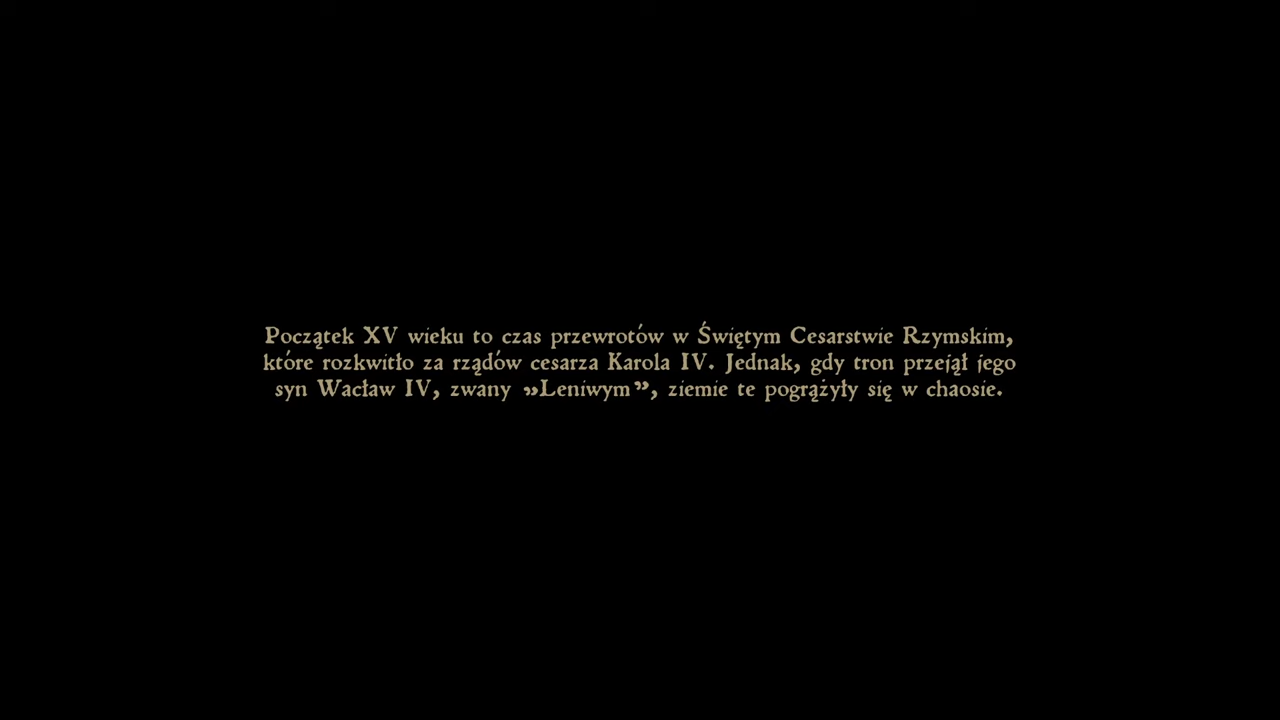 Początek XV wieku to czas przewrotów w Świętym Cesarstwie Rzymskim,
które rozkwitło za rządów cesarza Karola IV. Jednak, gdy tron przejął jego
syn Wacław IV, zwany „Leniwym”, ziemie te pogrążyły się w chaosie.